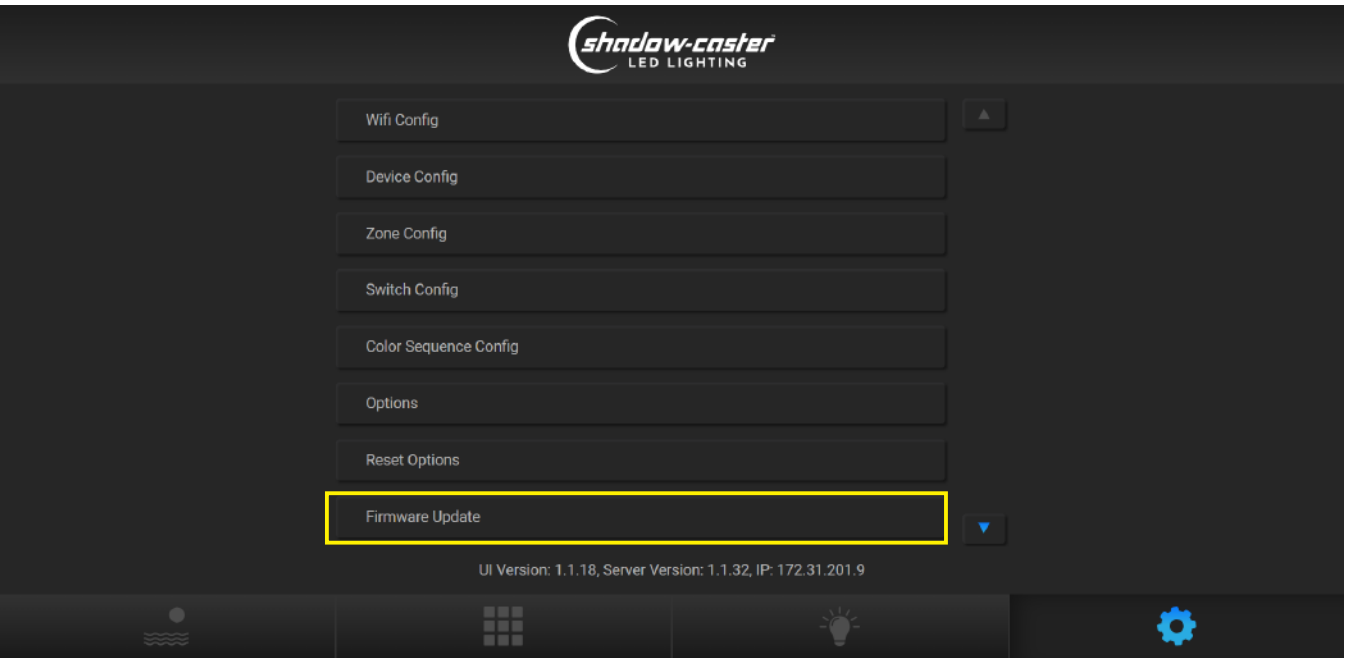 shadow-caster
LED LIGHTING
Wifi Config
Device Config
Zone Config
Switch Config
Color Sequence Config
Options
Reset Options
Firmware Update
UI Version: 1.1.18, Server Version: 1.1.32, IP: 172.31.201.9